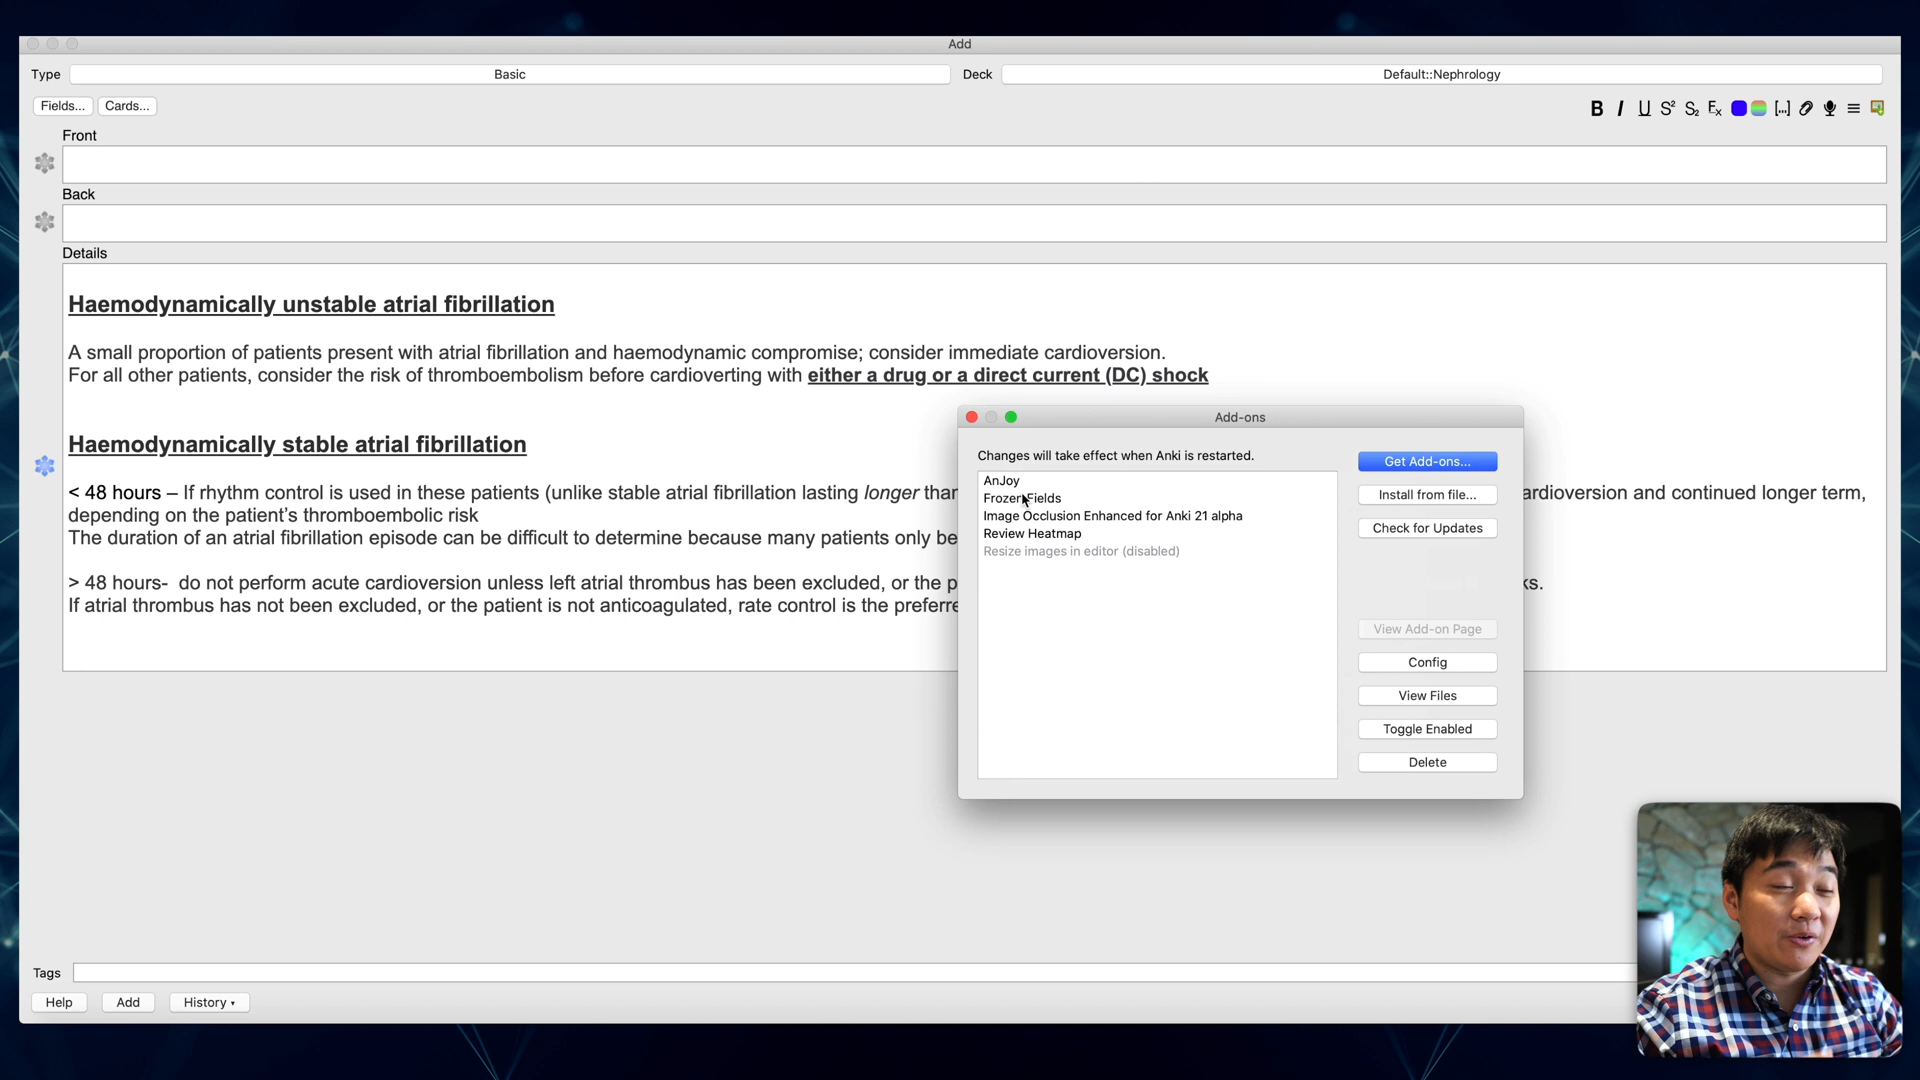 Add
Type Basic Deck Default::Nephrology
Fields... Cards...
B I U S² S₂ Ex [...]
Front
Back
Details
Haemodynamically unstable atrial fibrillation
A small proportion of patients present with atrial fibrillation and haemodynamic compromise; consider immediate cardioversion.
For all other patients, consider the risk of thromboembolism before cardioverting with either a drug or a direct current (DC) shock
Haemodynamically stable atrial fibrillation
< 48 hours – If rhythm control is used in these patients (unlike stable atrial fibrillation lasting longer than
ardioversion and continued longer term,
depending on the patient's thromboembolic risk
The duration of an atrial fibrillation episode can be difficult to determine because many patients only be
> 48 hours- do not perform acute cardioversion unless left atrial thrombus has been excluded, or the p
ks.
If atrial thrombus has not been excluded, or the patient is not anticoagulated, rate control is the preferre
Add-ons
Changes will take effect when Anki is restarted.
AnJoy
Frozen Fields
Image Occlusion Enhanced for Anki 21 alpha
Review Heatmap
Resize images in editor (disabled)
Get Add-ons...
Install from file...
Check for Updates
View Add-on Page
Config
View Files
Toggle Enabled
Delete
Tags
Help Add History